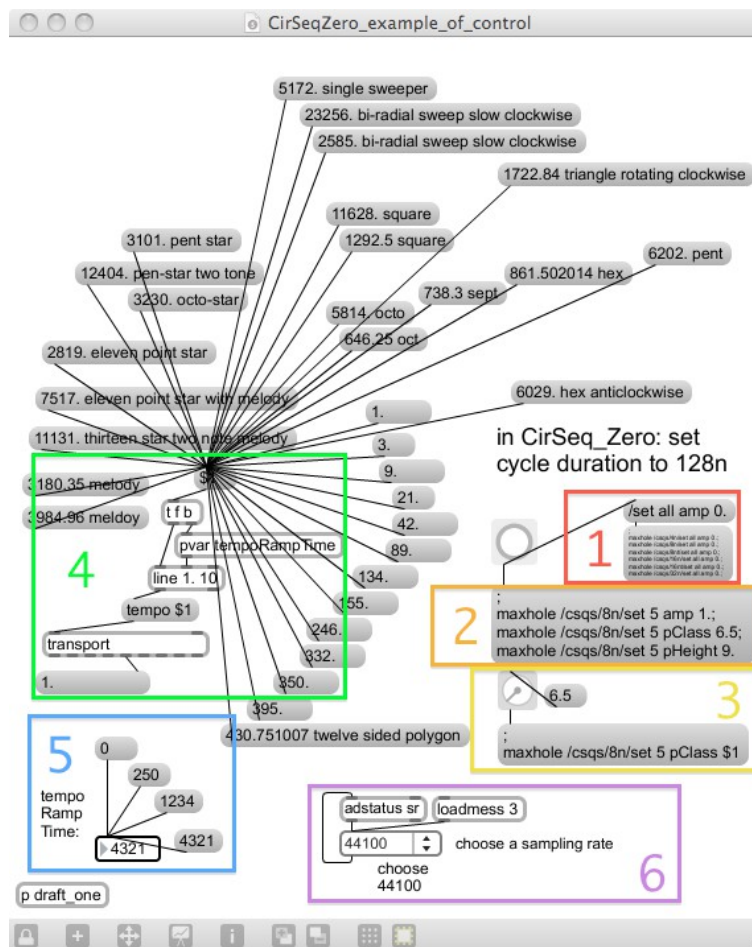 CirSeqZero_example_of_control
5172. single sweeper
23256. bi-radial sweep slow clockwise
2585. bi-radial sweep slow clockwise
1722.84 triangle rotating clockwise
11628. square
3101. pent star
1292.5 square
6202. pent
12404. pen-star two tone
861.502014 hex
738.3 sept
3230. octo-star
5814. octo
646.25 oct
2819. eleven point star
6029. hex anticlockwise
7517. eleven point star with melody
1.
11131. thirteen star two note melody
in CirSeq_Zero: set
cycle duration to 128n
3.
9.
3180.35 melody
21.
3984.96 meldoy
42.
89.
134.
155.
246.
332.
350.
395.
430.751007 twelve sided polygon
4
t f b
pvar tempoRampTime
line 1. 10
tempo $1
transport
1.
1
/set all amp 0.
2
;
maxhole /csqs/8n/set 5 amp 1.;
maxhole /csqs/8n/set 5 pClass 6.5;
maxhole /csqs/8n/set 5 pHeight 9.
3
6.5
;
maxhole /csqs/8n/set 5 pClass $1
5
0
250
1234
4321
tempo
Ramp
Time:
4321
6
adstatus sr
loadmess 3
44100
choose a sampling rate
choose
44100
p draft_one